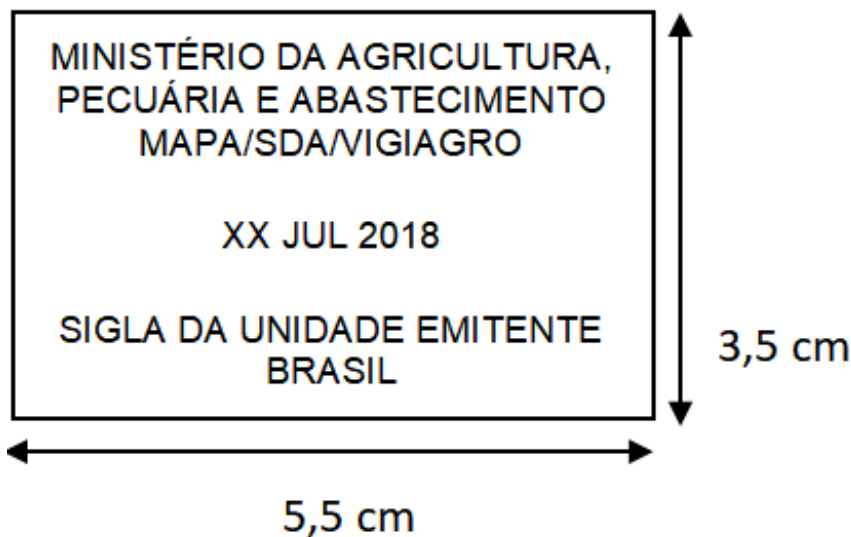 MINISTÉRIO DA AGRICULTURA,
PECUÁRIA E ABASTECIMENTO
MAPA/SDA/VIGIAGRO
XX JUL 2018
SIGLA DA UNIDADE EMITENTE
BRASIL
3,5 cm
5,5 cm